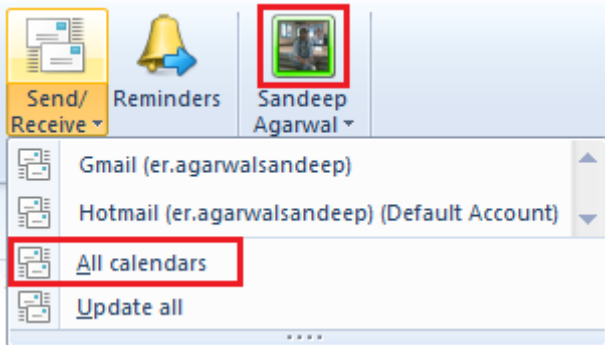 Send/
Receive
Reminders
Sandeep
Agarwal
Gmail (er.agarwalsandeep)
Hotmail (er.agarwalsandeep) (Default Account)
All calendars
Update all